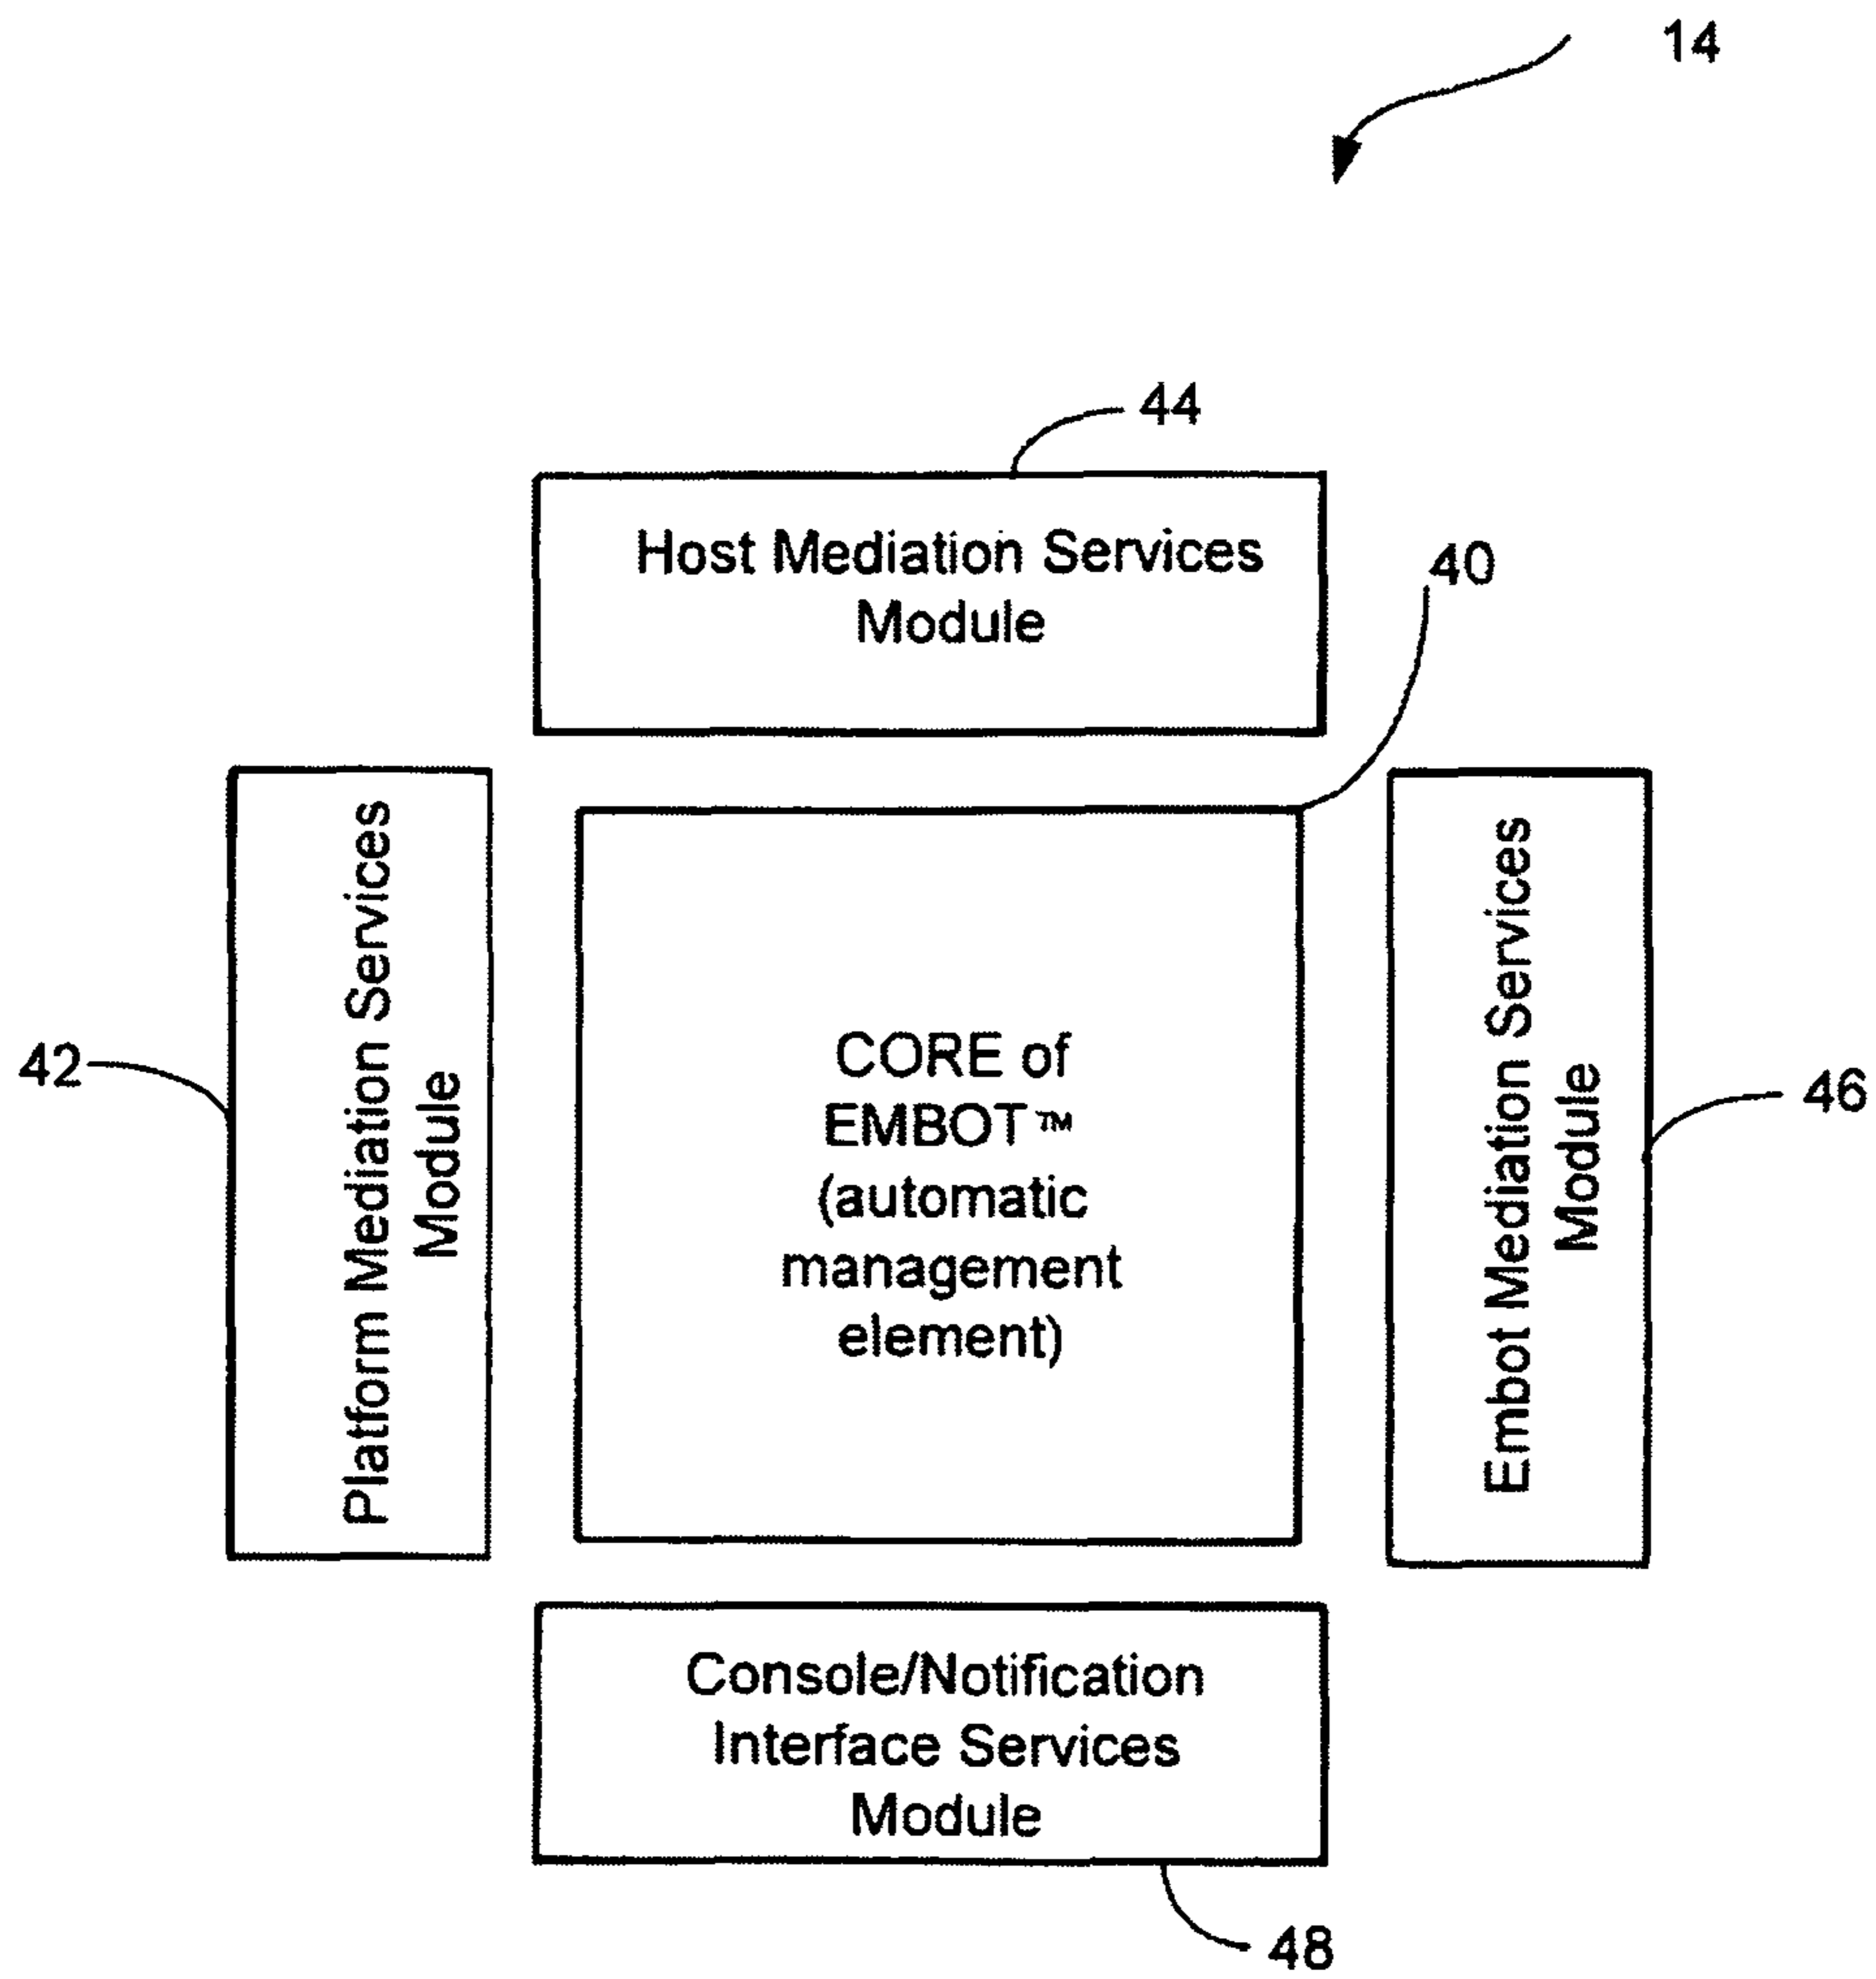 14
44
Host Mediation Services
Module
40
Platform Mediation Services
Module
42
CORE of
EMBOT™
(automatic
management
element)
Embot Mediation Services
Module
46
Console/Notification
Interface Services
Module
48